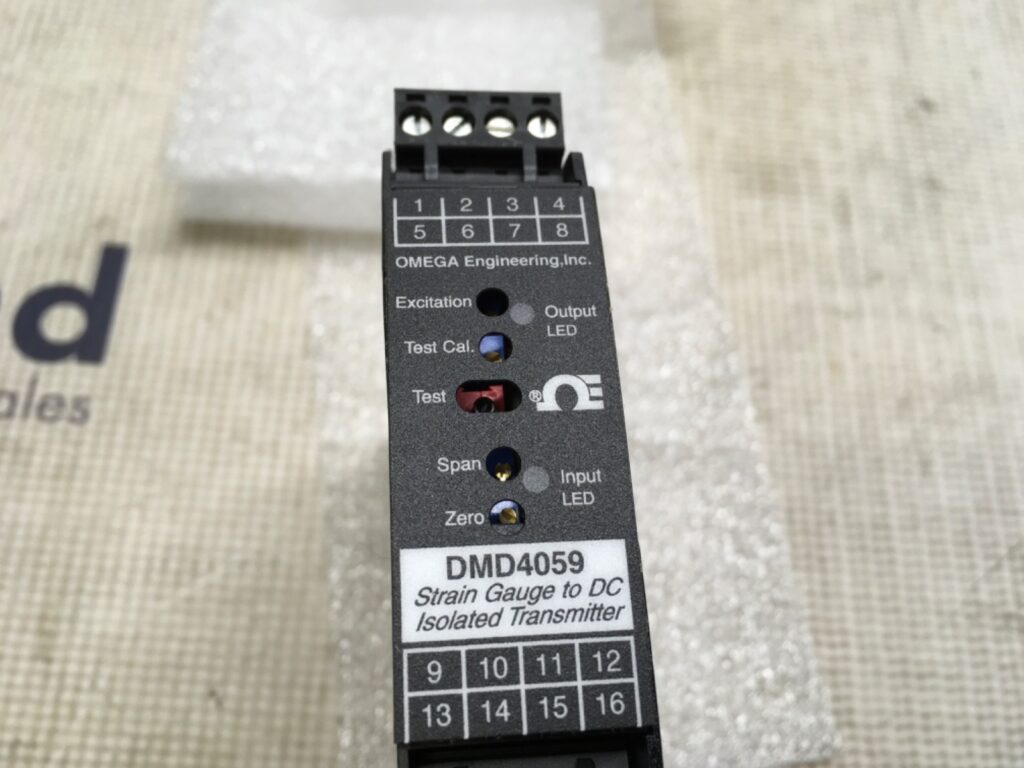 1 2 3 4
5 6 7 8
OMEGA Engineering,Inc.
Excitation
Output
LED
Test Cal.
Test
®
Span
Input
LED
Zero
DMD4059
Strain Gauge to DC
Isolated Transmitter
9 10 11 12
13 14 15 16